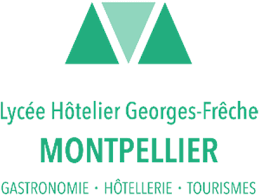 Lycée Hôtelier Georges-Frêche
MONTPELLIER
GASTRONOMIE • HÔTELLERIE • TOURISMES